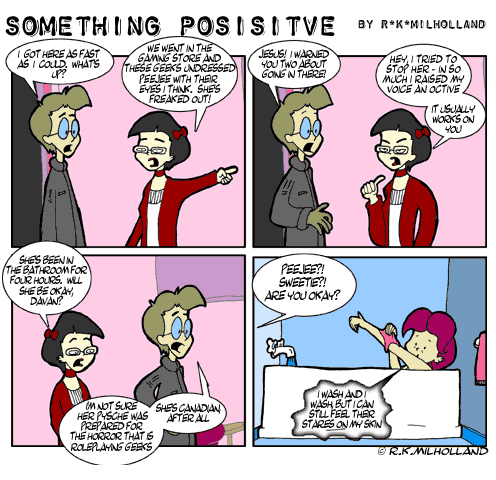 SOMETHING POSISITVE BY R*K*MILHOLLAND
I GOT HERE AS FAST
AS I COULD. WHAT'S
UP?
WE WENT IN THE
GAMING STORE AND
THESE GEEKS UNDRESSED
PEEJEE WITH THEIR
EYES I THINK. SHE'S
FREAKED OUT!
JESUS! I WARNED
YOU TWO ABOUT
GOING IN THERE!
HEY, I TRIED TO
STOP HER - IN SO
MUCH I RAISED MY
VOICE AN OCTIVE
IT USUALLY
WORKS ON
YOU
SHE'S BEEN IN
THE BATHROOM FOR
FOUR HOURS. WILL
SHE BE OKAY,
DAVAN?
I'M NOT SURE
HER PYSCHE WAS
PREPARED FOR
THE HORROR THAT IS
ROLEPLAYING GEEKS
SHE'S CANADIAN
AFTER ALL
PEEJEE?!
SWEETIE?!
ARE YOU OKAY?
I WASH AND I
WASH, BUT I CAN
STILL FEEL THEIR
STARES ON MY SKIN
© R.K.MILHOLLAND